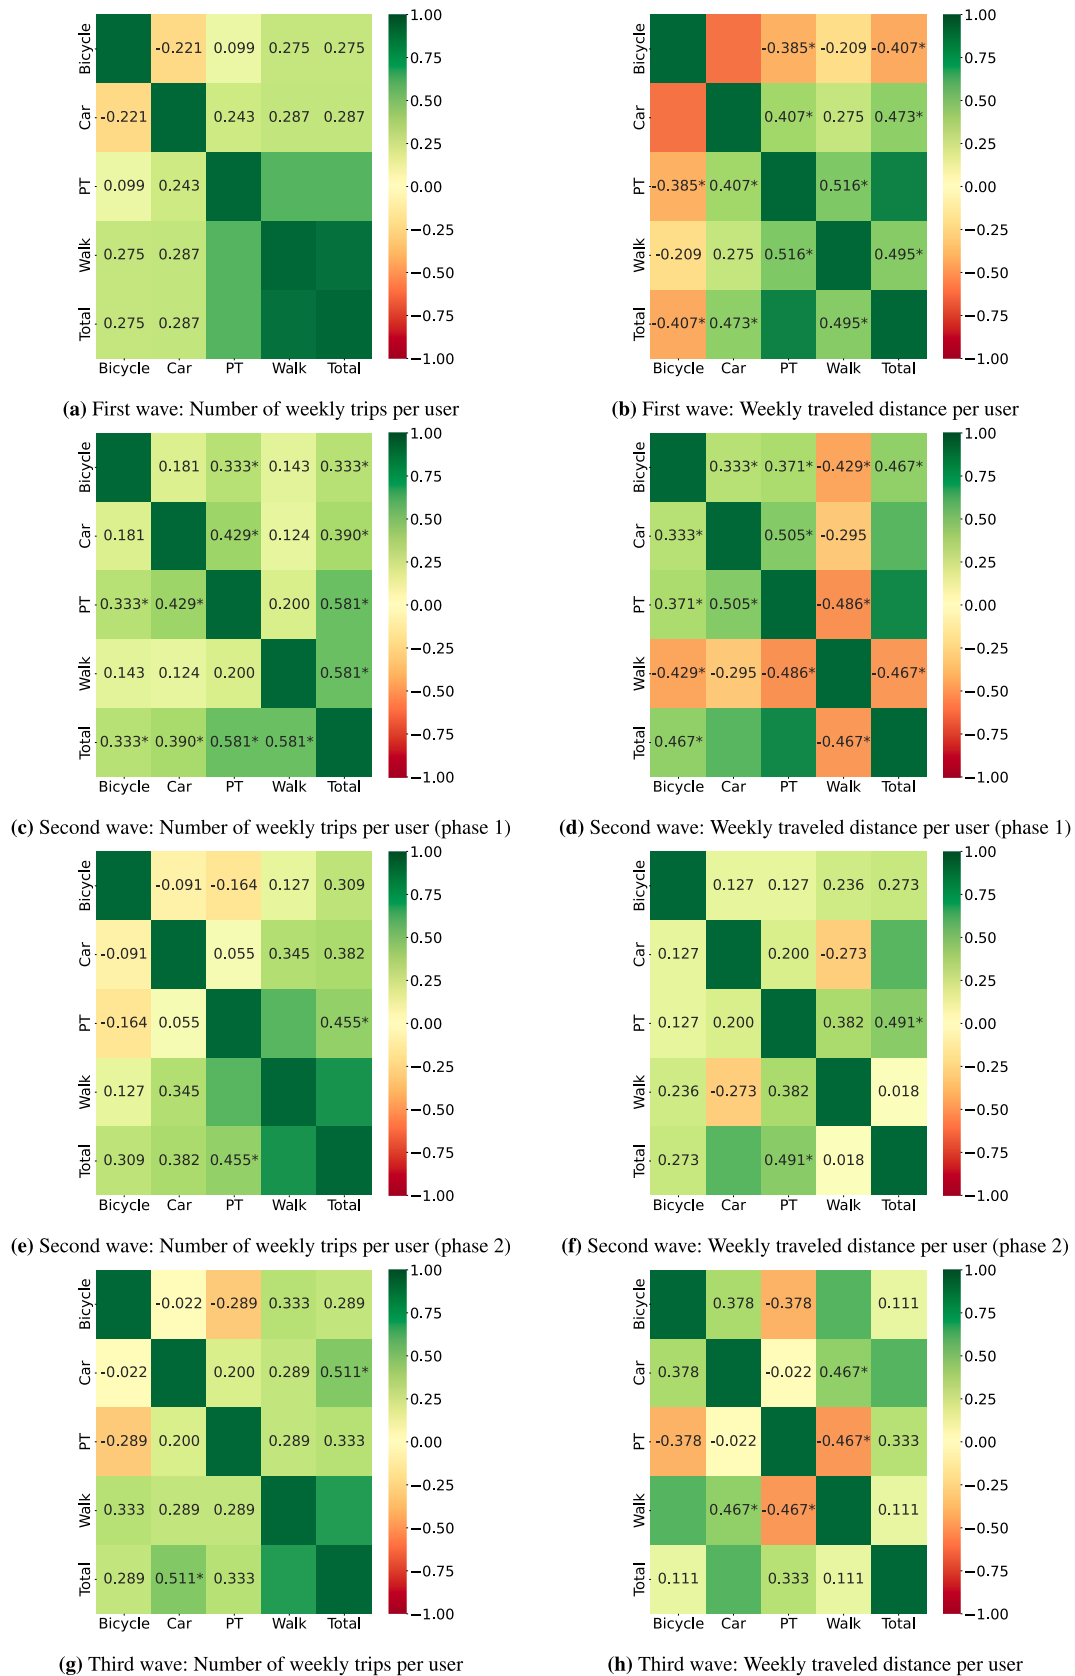 Bicycle -0.221 0.099 0.275 0.275 1.00
Car -0.221 0.243 0.287 0.287 0.75
PT 0.099 0.243 0.50
Walk 0.275 0.287 0.25
Total 0.275 0.287 0.00
−0.25
−0.50
−0.75
−1.00
Bicycle Car PT Walk Total
(a) First wave: Number of weekly trips per user
Bicycle -0.385* -0.209 -0.407* 1.00
Car 0.407* 0.275 0.473* 0.75
PT -0.385* 0.407* 0.516* 0.50
Walk -0.209 0.275 0.516* 0.495* 0.25
Total -0.407* 0.473* 0.495* 0.00
−0.25
−0.50
−0.75
−1.00
Bicycle Car PT Walk Total
(b) First wave: Weekly traveled distance per user
Bicycle 0.181 0.333* 0.143 0.333* 1.00
Car 0.181 0.429* 0.124 0.390* 0.75
PT 0.333* 0.429* 0.200 0.581* 0.50
Walk 0.143 0.124 0.200 0.581* 0.25
Total 0.333* 0.390* 0.581* 0.581* 0.00
−0.25
−0.50
−0.75
−1.00
Bicycle Car PT Walk Total
(c) Second wave: Number of weekly trips per user (phase 1)
Bicycle 0.333* 0.371* -0.429* 0.467* 1.00
Car 0.333* 0.505* -0.295 0.75
PT 0.371* 0.505* -0.486* 0.50
Walk -0.429* -0.295 -0.486* -0.467* 0.25
Total 0.467* -0.467* 0.00
−0.25
−0.50
−0.75
−1.00
Bicycle Car PT Walk Total
(d) Second wave: Weekly traveled distance per user (phase 1)
Bicycle -0.091 -0.164 0.127 0.309 1.00
Car -0.091 0.055 0.345 0.382 0.75
PT -0.164 0.055 0.455* 0.50
Walk 0.127 0.345 0.25
Total 0.309 0.382 0.455* 0.00
−0.25
−0.50
−0.75
−1.00
Bicycle Car PT Walk Total
(e) Second wave: Number of weekly trips per user (phase 2)
Bicycle 0.127 0.127 0.236 0.273 1.00
Car 0.127 0.200 -0.273 0.75
PT 0.127 0.200 0.382 0.491* 0.50
Walk 0.236 -0.273 0.382 0.018 0.25
Total 0.273 0.491* 0.018 0.00
−0.25
−0.50
−0.75
−1.00
Bicycle Car PT Walk Total
(f) Second wave: Weekly traveled distance per user (phase 2)
Bicycle -0.022 -0.289 0.333 0.289 1.00
Car -0.022 0.200 0.289 0.511* 0.75
PT -0.289 0.200 0.289 0.333 0.50
Walk 0.333 0.289 0.289 0.25
Total 0.289 0.511* 0.333 0.00
−0.25
−0.50
−0.75
−1.00
Bicycle Car PT Walk Total
(g) Third wave: Number of weekly trips per user
Bicycle 0.378 -0.378 0.111 1.00
Car 0.378 -0.022 0.467* 0.75
PT -0.378 -0.022 -0.467* 0.333 0.50
Walk 0.467* -0.467* 0.111 0.25
Total 0.111 0.333 0.111 0.00
−0.25
−0.50
−0.75
−1.00
Bicycle Car PT Walk Total
(h) Third wave: Weekly traveled distance per user